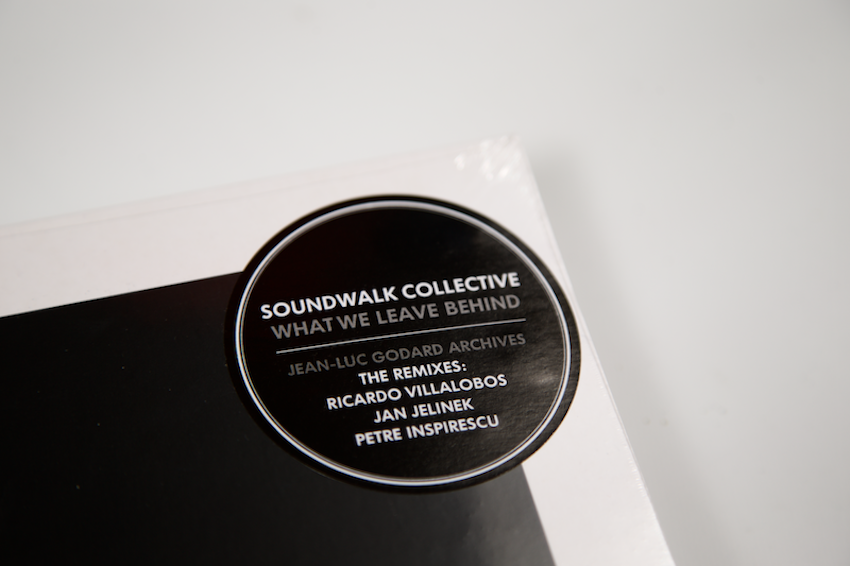 SOUNDWALK COLLECTIVE
WHAT WE LEAVE BEHIND
JEAN-LUC GODARD ARCHIVES
THE REMIXES:
RICARDO VILLALOBOS
JAN JELINEK
PETRE INSPIRESCU